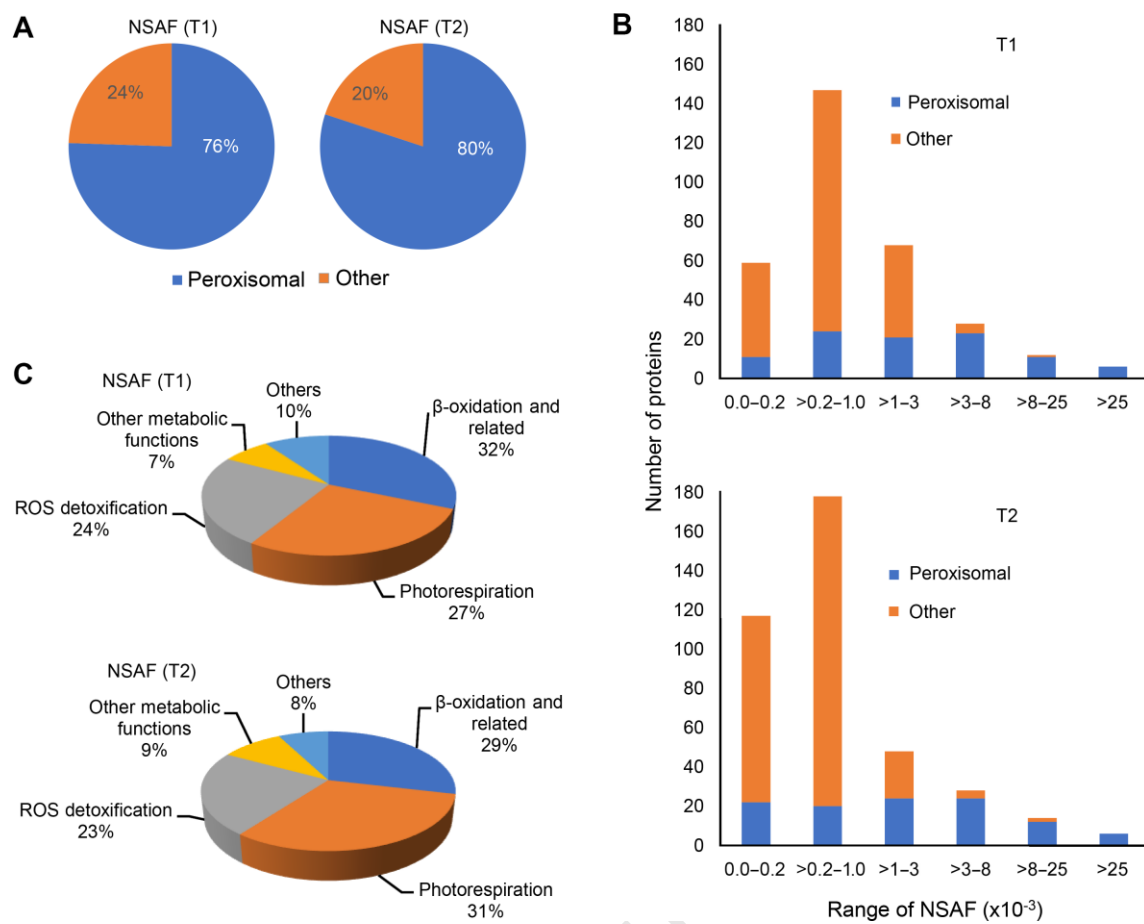 A
NSAF (T1)
24%
76%
NSAF (T2)
20%
80%
Peroxisomal
Other
B
Number of proteins
T1
Peroxisomal
Other
180
160
140
120
100
80
60
40
20
0
0.0–0.2
>0.2–1.0
>1–3
>3–8
>8–25
>25
T2
Peroxisomal
Other
180
160
140
120
100
80
60
40
20
0
0.0–0.2
>0.2–1.0
>1–3
>3–8
>8–25
>25
Range of NSAF (x10⁻³)
C
NSAF (T1)
Others
10%
β-oxidation and
related
32%
Other metabolic
functions
7%
ROS detoxification
24%
Photorespiration
27%
NSAF (T2)
Others
8%
β-oxidation and
related
29%
Other metabolic
functions
9%
ROS detoxification
23%
Photorespiration
31%